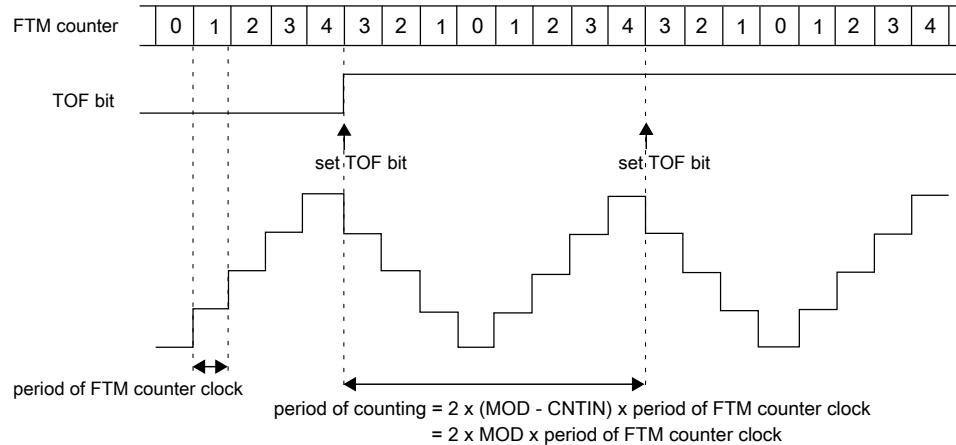 FTM counter 0 1 2 3 4 3 2 1 0 1 2 3 4 3 2 1 0 1 2 3 4
TOF bit
set TOF bit set TOF bit
period of FTM counter clock
period of counting = 2 x (MOD - CNTIN) x period of FTM counter clock
= 2 x MOD x period of FTM counter clock